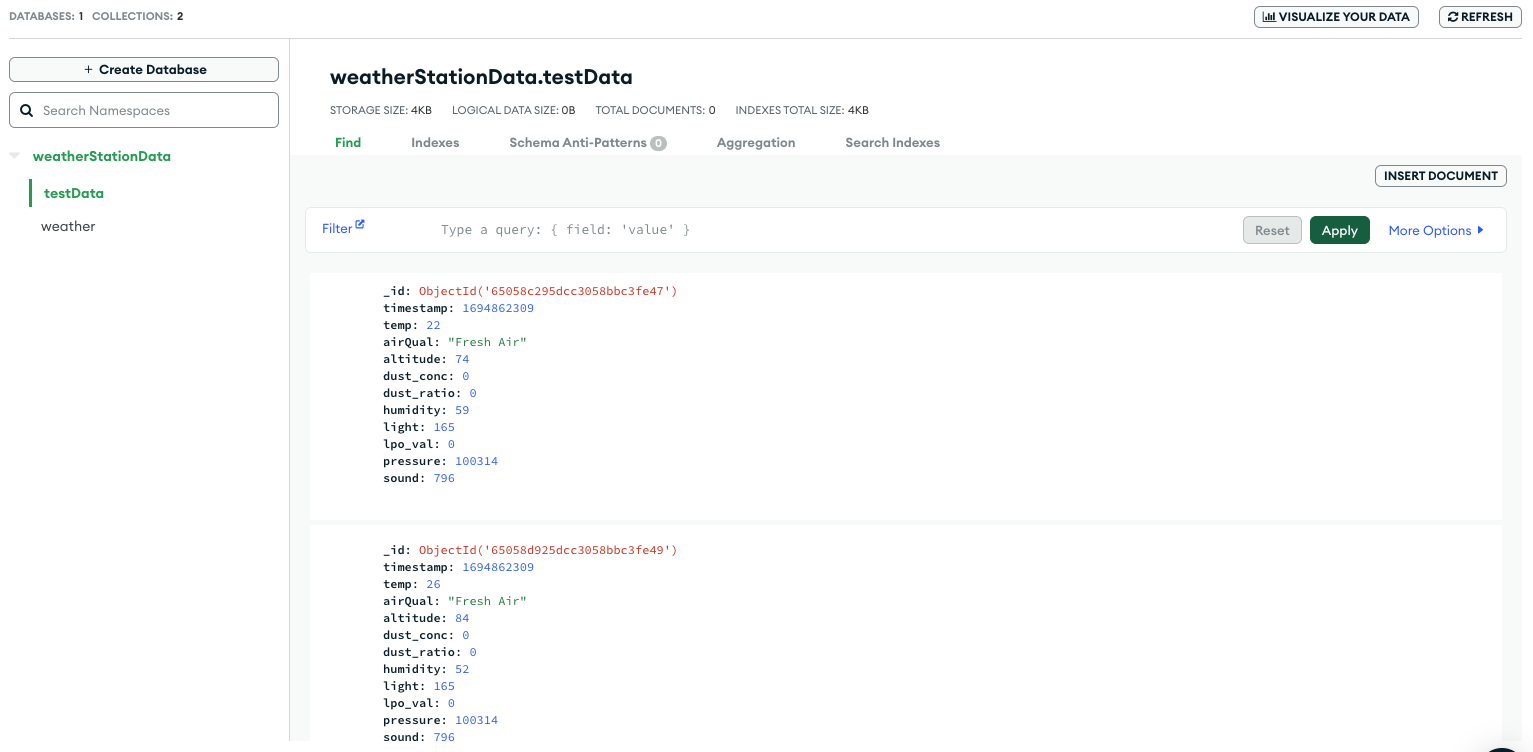 DATABASES: 1 COLLECTIONS: 2
VISUALIZE YOUR DATA
REFRESH
+ Create Database
Search Namespaces
weatherStationData
testData
weather
weatherStationData.testData
STORAGE SIZE: 4KB LOGICAL DATA SIZE: 0B TOTAL DOCUMENTS: 0 INDEXES TOTAL SIZE: 4KB
Find Indexes Schema Anti-Patterns 0 Aggregation Search Indexes
INSERT DOCUMENT
Filter Type a query: { field: 'value' } Reset Apply More Options
_id: ObjectId('65058c295dcc3058bbc3fe47')
timestamp: 1694862309
temp: 22
airQual: "Fresh Air"
altitude: 74
dust_conc: 0
dust_ratio: 0
humidity: 59
light: 165
lpo_val: 0
pressure: 100314
sound: 796
_id: ObjectId('65058d925dcc3058bbc3fe49')
timestamp: 1694862309
temp: 26
airQual: "Fresh Air"
altitude: 84
dust_conc: 0
dust_ratio: 0
humidity: 52
light: 165
lpo_val: 0
pressure: 100314
sound: 796